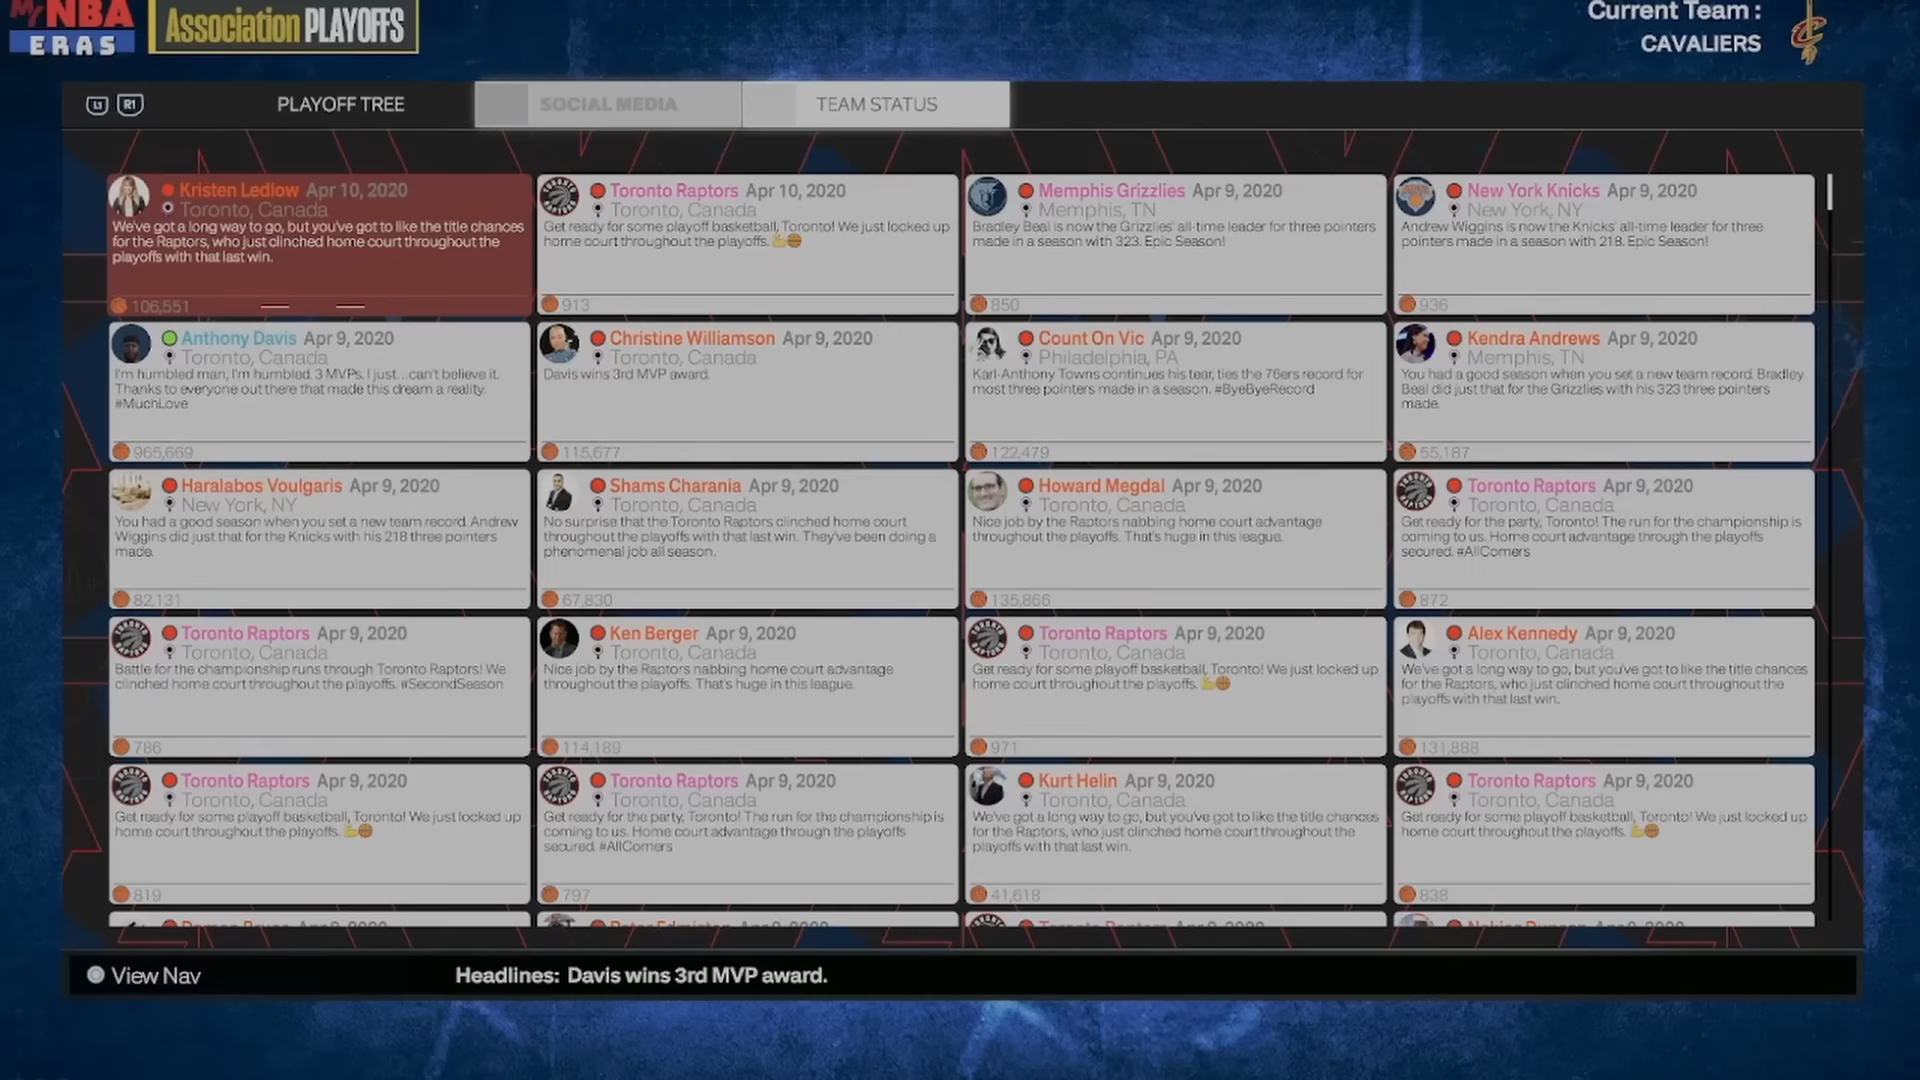 MyNBA
ERAS
Association PLAYOFFS
Current Team :
CAVALIERS
L1 R1
PLAYOFF TREE
SOCIAL MEDIA
TEAM STATUS
Kristen Ledlow Apr 10, 2020
Toronto, Canada
We've got a long way to go, but you've got to like the title chances
for the Raptors, who just clinched home court throughout the
playoffs with that last win.
106,551
Toronto Raptors Apr 10, 2020
Toronto, Canada
Get ready for some playoff basketball, Toronto! We just locked up
home court throughout the playoffs. 💪🏀
913
Memphis Grizzlies Apr 9, 2020
Memphis, TN
Bradley Beal is now the Grizzlies' all-time leader for three pointers
made in a season with 323. Epic Season!
850
New York Knicks Apr 9, 2020
New York, NY
Andrew Wiggins is now the Knicks' all-time leader for three
pointers made in a season with 218. Epic Season!
936
Anthony Davis Apr 9, 2020
Toronto, Canada
I'm humbled man, I'm humbled. 3 MVPs. I just...can't believe it.
Thanks to everyone out there that made this dream a reality.
#MuchLove
965,669
Christine Williamson Apr 9, 2020
Toronto, Canada
Davis wins 3rd MVP award.
115,677
Count On Vic Apr 9, 2020
Philadelphia, PA
Karl-Anthony Towns continues his tear, ties the 76ers record for
most three pointers made in a season. #ByeByeRecord
122,479
Kendra Andrews Apr 9, 2020
Memphis, TN
You had a good season when you set a new team record. Bradley
Beal did just that for the Grizzlies with his 323 three pointers
made.
55,187
Haralabos Voulgaris Apr 9, 2020
New York, NY
You had a good season when you set a new team record. Andrew
Wiggins did just that for the Knicks with his 218 three pointers
made.
82,131
Shams Charania Apr 9, 2020
Toronto, Canada
No surprise that the Toronto Raptors clinched home court
throughout the playoffs with that last win. They've been doing a
phenomenal job all season.
67,830
Howard Megdal Apr 9, 2020
Toronto, Canada
Nice job by the Raptors nabbing home court advantage
throughout the playoffs. That's huge in this league.
135,866
Toronto Raptors Apr 9, 2020
Toronto, Canada
Get ready for the party, Toronto! The run for the championship is
coming to us. Home court advantage through the playoffs
secured. #AllComers
872
Toronto Raptors Apr 9, 2020
Toronto, Canada
Battle for the championship runs through Toronto Raptors! We
clinched home court throughout the playoffs. #SecondSeason
786
Ken Berger Apr 9, 2020
Toronto, Canada
Nice job by the Raptors nabbing home court advantage
throughout the playoffs. That's huge in this league.
114,189
Toronto Raptors Apr 9, 2020
Toronto, Canada
Get ready for some playoff basketball, Toronto! We just locked up
home court throughout the playoffs. 💪🏀
971
Alex Kennedy Apr 9, 2020
Toronto, Canada
We've got a long way to go, but you've got to like the title chances
for the Raptors, who just clinched home court throughout the
playoffs with that last win.
131,888
Toronto Raptors Apr 9, 2020
Toronto, Canada
Get ready for some playoff basketball, Toronto! We just locked up
home court throughout the playoffs. 💪🏀
819
Toronto Raptors Apr 9, 2020
Toronto, Canada
Get ready for the party, Toronto! The run for the championship is
coming to us. Home court advantage through the playoffs
secured. #AllComers
797
Kurt Helin Apr 9, 2020
Toronto, Canada
We've got a long way to go, but you've got to like the title chances
for the Raptors, who just clinched home court throughout the
playoffs with that last win.
41,618
Toronto Raptors Apr 9, 2020
Toronto, Canada
Get ready for some playoff basketball, Toronto! We just locked up
home court throughout the playoffs. 💪🏀
838
Toronto Raptors Apr 9, 2020
View Nav
Headlines: Davis wins 3rd MVP award.